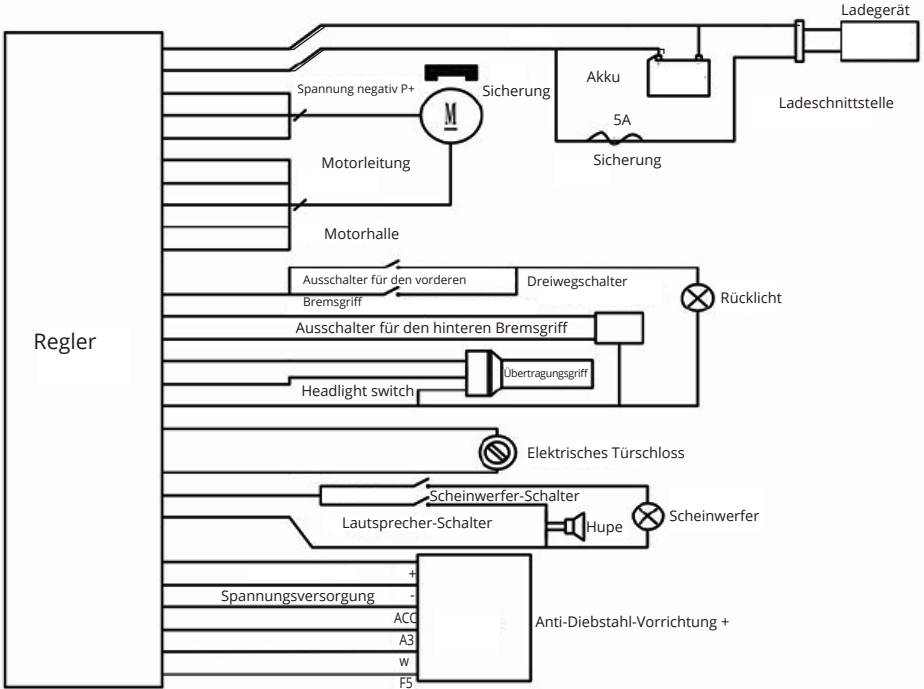 Ladegerät
Spannung negativ P+
Sicherung
Akku
Ladeschnittstelle
M
5A
Sicherung
Motorleitung
Motorhalle
Ausschalter für den vorderen
Bremsgriff
Dreiwegschalter
Rücklicht
Regler
Ausschalter für den hinteren Bremsgriff
Übertragungsgriff
Headlight switch
Elektrisches Türschloss
Scheinwerfer-Schalter
Lautsprecher-Schalter
Hupe
Scheinwerfer
+
Spannungsversorgung
-
ACC
Anti-Diebstahl-Vorrichtung +
A3
w
F5